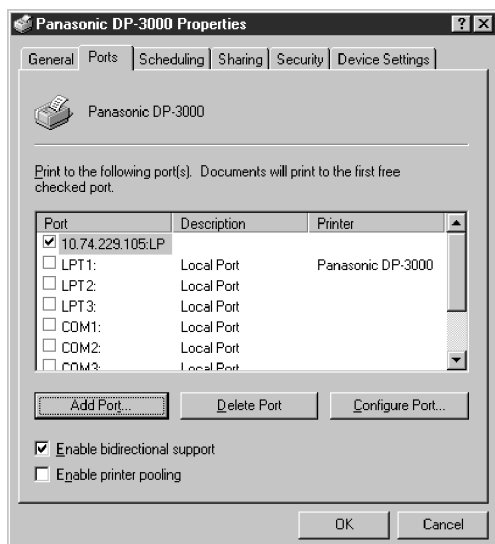 Panasonic DP-3000 Properties
General Ports Scheduling Sharing Security Device Settings
Panasonic DP-3000
Print to the following port(s). Documents will print to the first free
checked port.
Port Description Printer
10.74.229.105:LP
LPT1: Local Port Panasonic DP-3000
LPT2: Local Port
LPT3: Local Port
COM1: Local Port
COM2: Local Port
COM3: Local Port
Add Port... Delete Port Configure Port...
Enable bidirectional support
Enable printer pooling
OK Cancel